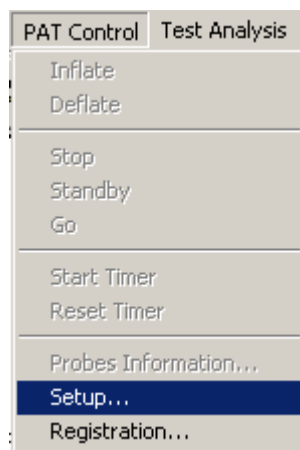 PAT Control Test Analysis
Inflate
Deflate
Stop
Standby
Go
Start Timer
Reset Timer
Probes Information...
Setup...
Registration...